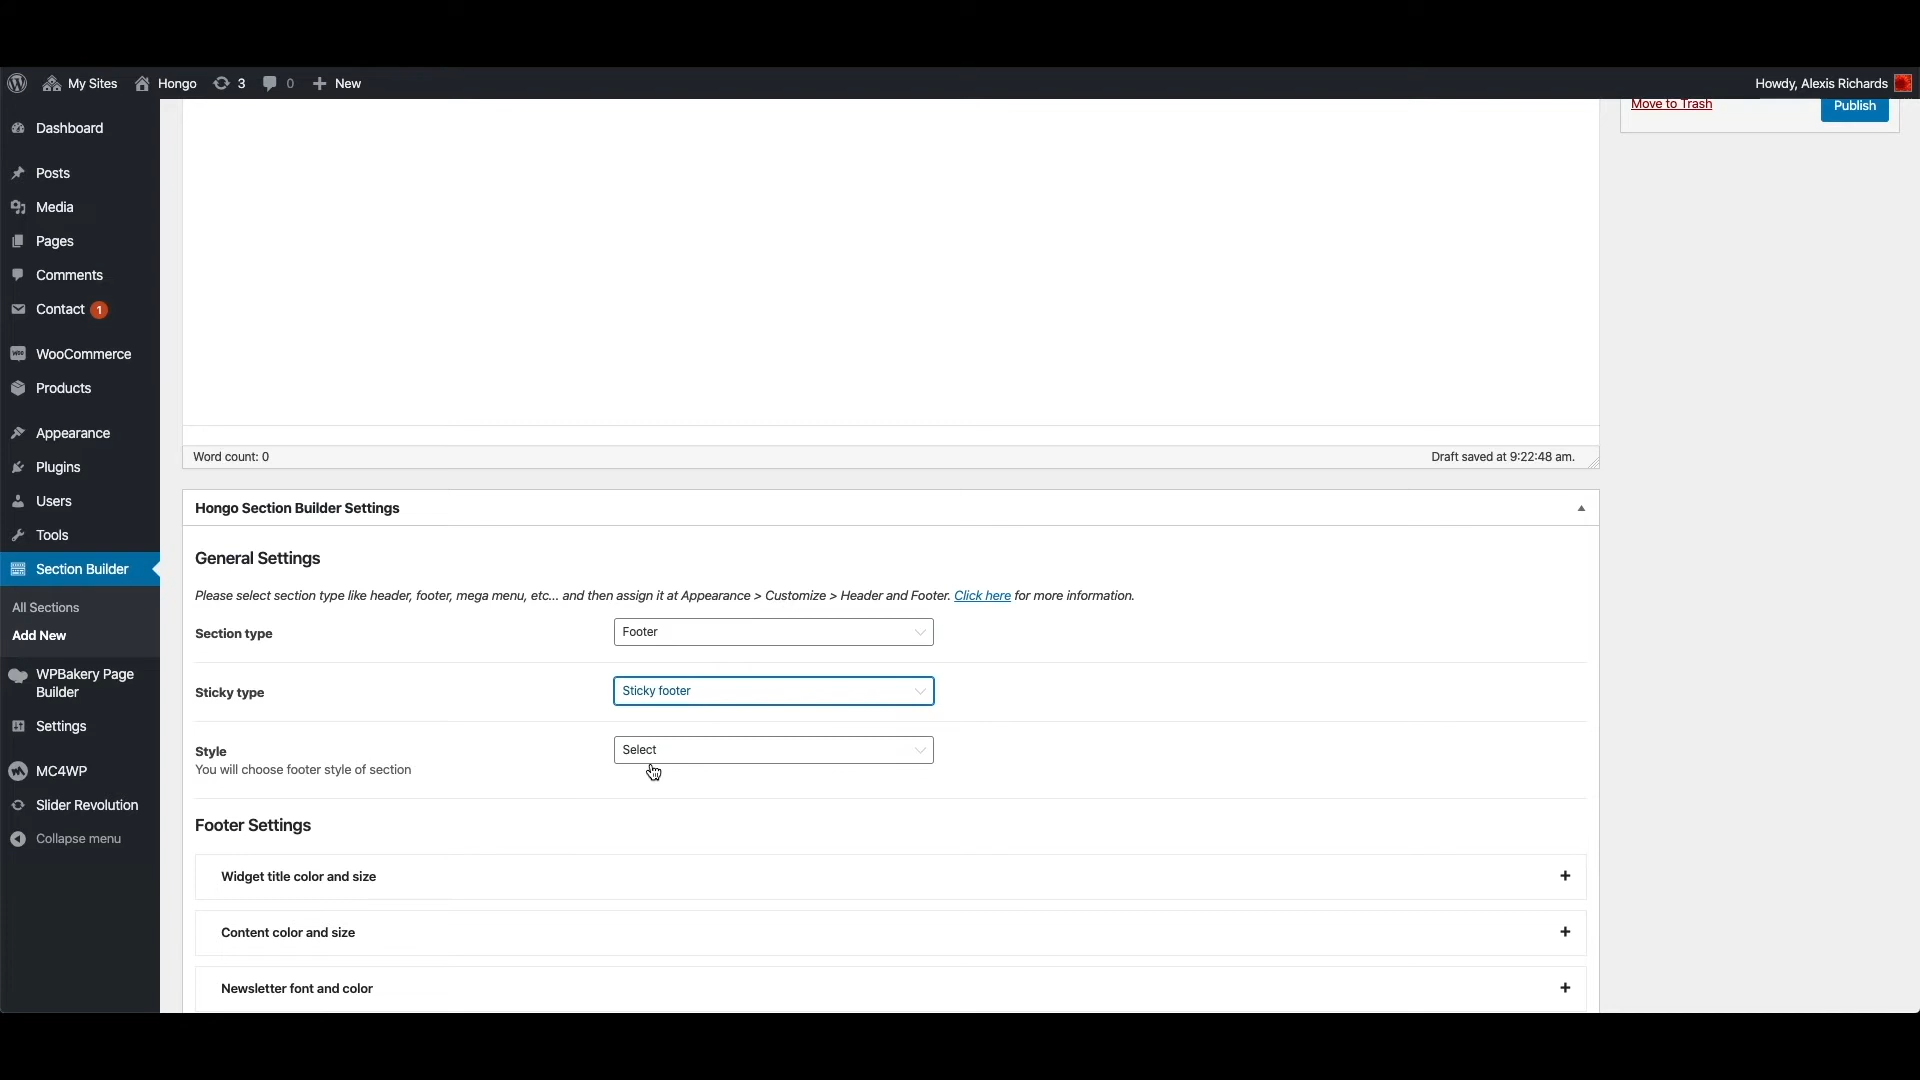 My Sites
Hongo
3
0
New
Howdy, Alexis Richards
Dashboard
Posts
Media
Pages
Comments
Contact 1
WooCommerce
Products
Appearance
Plugins
Users
Tools
Section Builder
All Sections
Add New
WPBakery Page
Builder
Settings
MC4WP
Slider Revolution
Collapse menu
Move to Trash
Publish
Word count: 0
Draft saved at 9:22:48 am.
Hongo Section Builder Settings
General Settings
Please select section type like header, footer, mega menu, etc... and then assign it at Appearance > Customize > Header and Footer. Click here for more information.
Section type
Footer
Sticky type
Sticky footer
Style
Select
You will choose footer style of section
Footer Settings
Widget title color and size
+
Content color and size
+
Newsletter font and color
+